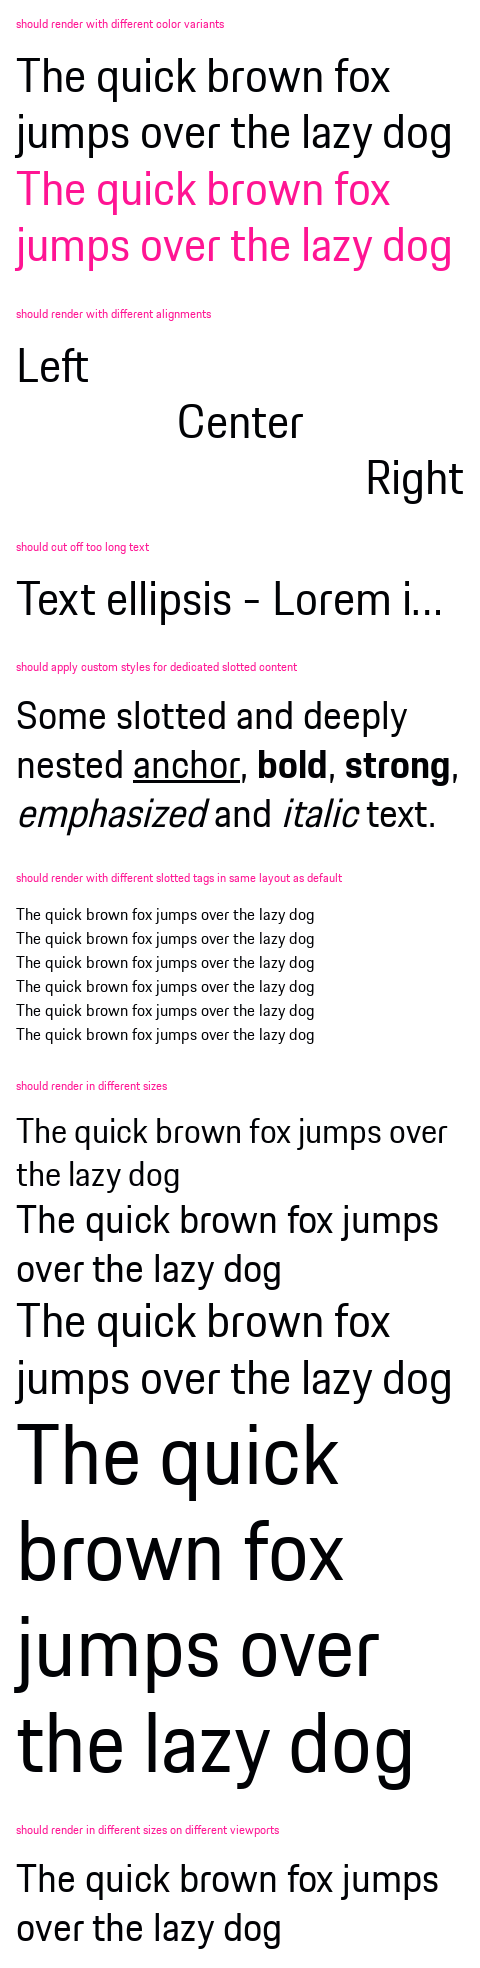 should render with different color variants
The quick brown fox
jumps over the lazy dog
The quick brown fox
jumps over the lazy dog
should render with different alignments
Left
Center
Right
should cut off too long text
Text ellipsis - Lorem i...
should apply custom styles for dedicated slotted content
Some slotted and deeply
nested anchor, bold, strong,
emphasized and italic text.
should render with different slotted tags in same layout as default
The quick brown fox jumps over the lazy dog
The quick brown fox jumps over the lazy dog
The quick brown fox jumps over the lazy dog
The quick brown fox jumps over the lazy dog
The quick brown fox jumps over the lazy dog
The quick brown fox jumps over the lazy dog
should render in different sizes
The quick brown fox jumps over
the lazy dog
The quick brown fox jumps
over the lazy dog
The quick brown fox
jumps over the lazy dog
The quick
brown fox
jumps over
the lazy dog
should render in different sizes on different viewports
The quick brown fox jumps
over the lazy dog